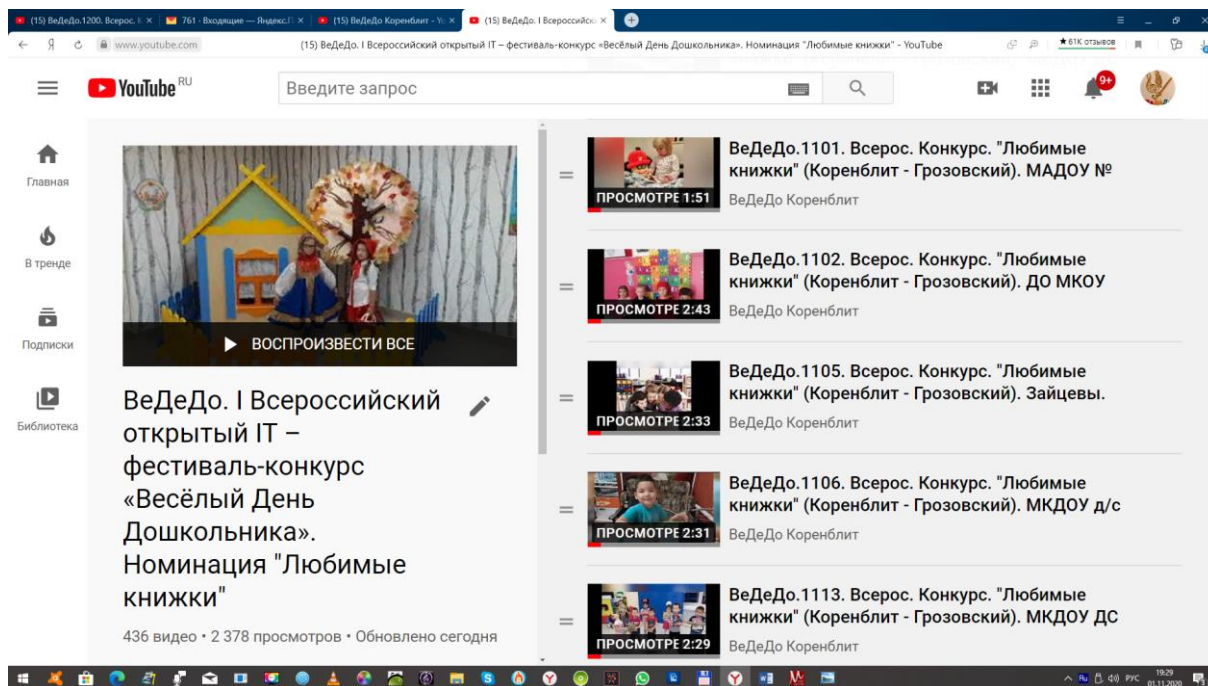 (15) ВеДеДо.1200. Всерос. К
761 · Входящие — Яндекс.П
(15) ВеДеДо Коренблит - Yo
(15) ВеДеДо. I Всероссийски
www.youtube.com
(15) ВеДеДо. I Всероссийский открытый IT – фестиваль-конкурс «Весёлый День Дошкольника». Номинация "Любимые книжки" - YouTube
★ 61K отзывов
YouTube RU
Введите запрос
9+
Главная
В тренде
Подписки
Библиотека
ВОСПРОИЗВЕСТИ ВСЕ
ВеДеДо. I Всероссийский
открытый IT –
фестиваль-конкурс
«Весёлый День
Дошкольника».
Номинация "Любимые
книжки"
436 видео • 2 378 просмотров • Обновлено сегодня
ПРОСМОТРЕ 1:51
ВеДеДо.1101. Всерос. Конкурс. "Любимые
книжки" (Коренблит - Грозовский). МАДОУ №
ВеДеДо Коренблит
ПРОСМОТРЕ 2:43
ВеДеДо.1102. Всерос. Конкурс. "Любимые
книжки" (Коренблит - Грозовский). ДО МКОУ
ВеДеДо Коренблит
ПРОСМОТРЕ 2:33
ВеДеДо.1105. Всерос. Конкурс. "Любимые
книжки" (Коренблит - Грозовский). Зайцевы.
ВеДеДо Коренблит
ПРОСМОТРЕ 2:31
ВеДеДо.1106. Всерос. Конкурс. "Любимые
книжки" (Коренблит - Грозовский). МКДОУ д/с
ВеДеДо Коренблит
ПРОСМОТРЕ 2:29
ВеДеДо.1113. Всерос. Конкурс. "Любимые
книжки" (Коренблит - Грозовский). МКДОУ ДС
ВеДеДо Коренблит
Ru
РУС
19:29
01.11.2020